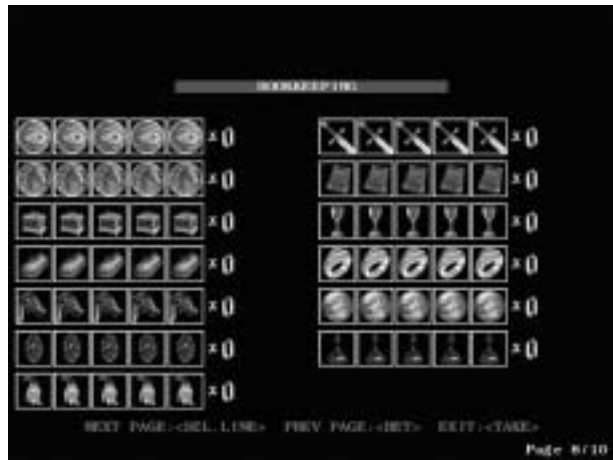 BOOKKEEPING
x 0 x 0
x 0 x 0
x 0 x 0
x 0 x 0
x 0 x 0
x 0 x 0
x 0
NEXT PAGE:<SEL.LINE> PREV PAGE:<BET> EXIT:<TAKE>
Page 8/10